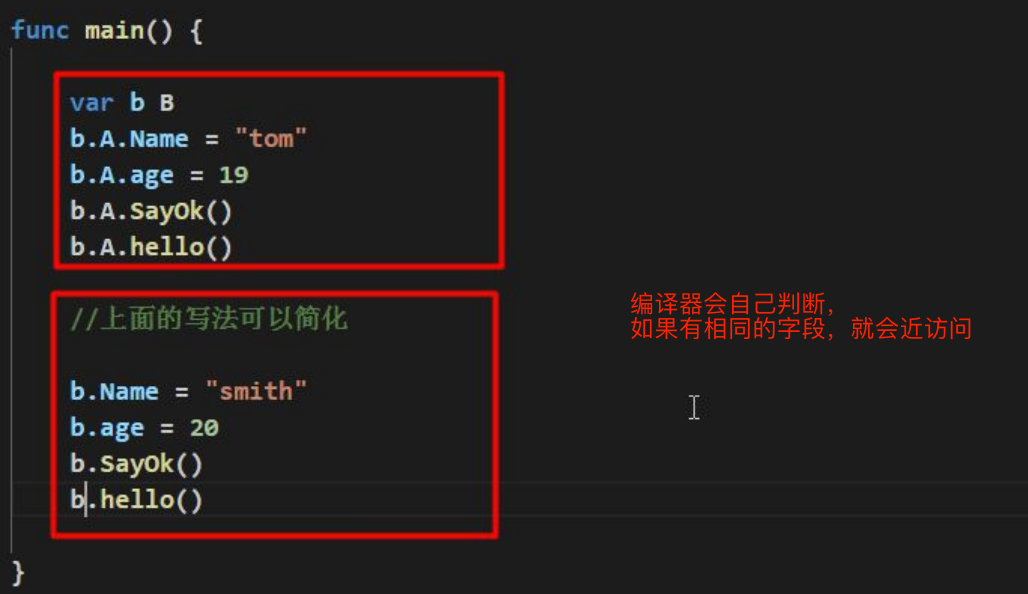 func main() {
var b B
b.A.Name = "tom"
b.A.age = 19
b.A.SayOk()
b.A.hello()
//上面的写法可以简化
编译器会自己判断，
如果有相同的字段，就会近访问
b.Name = "smith"
b.age = 20
b.SayOk()
b.hello()
}